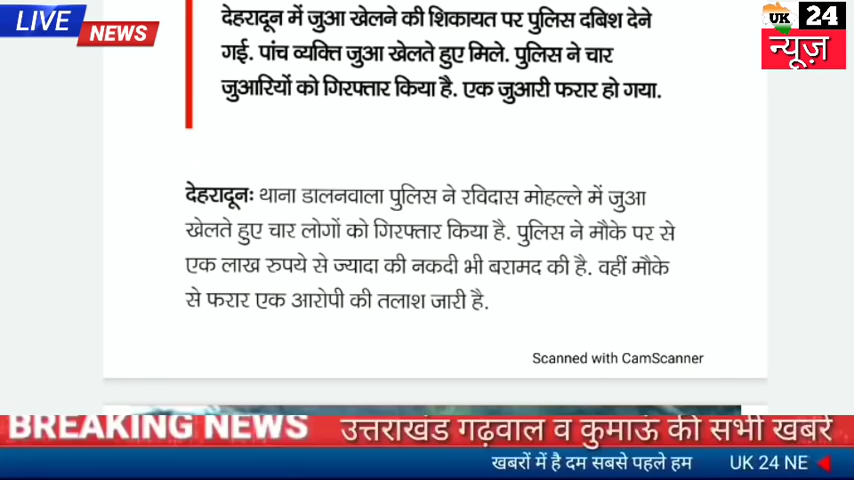 LIVE
NEWS
UK 24
न्यूज़
देहरादून में जुआ खेलने की शिकायत पर पुलिस दबिश देने
गई. पांच व्यक्ति जुआ खेलते हुए मिले. पुलिस ने चार
जुआरियों को गिरफ्तार किया है. एक जुआरी फरार हो गया.
देहरादूनः थाना डालनवाला पुलिस ने रविदास मोहल्ले में जुआ
खेलते हुए चार लोगों को गिरफ्तार किया है. पुलिस ने मौके पर से
एक लाख रुपये से ज्यादा की नकदी भी बरामद की है. वहीं मौके
से फरार एक आरोपी की तलाश जारी है.
Scanned with CamScanner
BREAKING NEWS उत्तराखंड गढ़वाल व कुमाऊं की सभी खबरें
खबरों में है दम सबसे पहले हम UK 24 NE